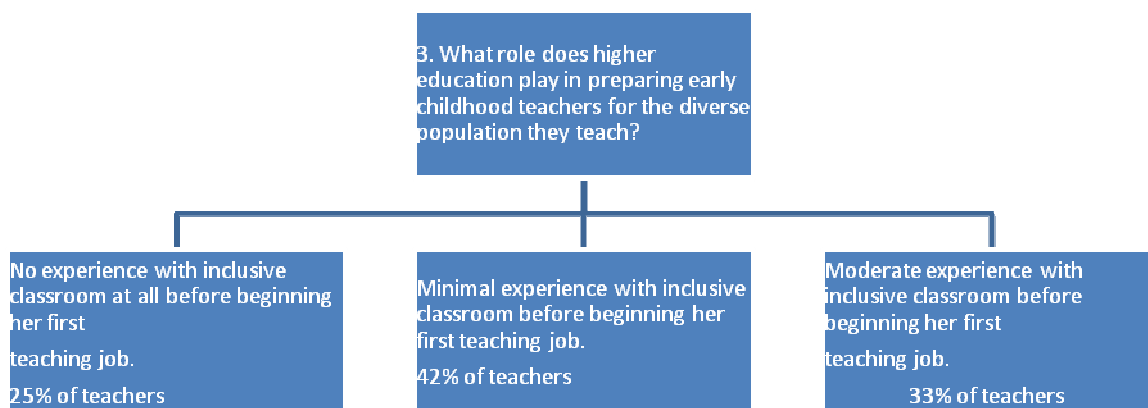 3. What role does higher
education play in preparing early
childhood teachers for the diverse
population they teach?
No experience with inclusive
classroom at all before beginning
her first
teaching job.
25% of teachers
Minimal experience with inclusive
classroom before beginning her
first teaching job.
42% of teachers
Moderate experience with
inclusive classroom before
beginning her first
teaching job.
33% of teachers